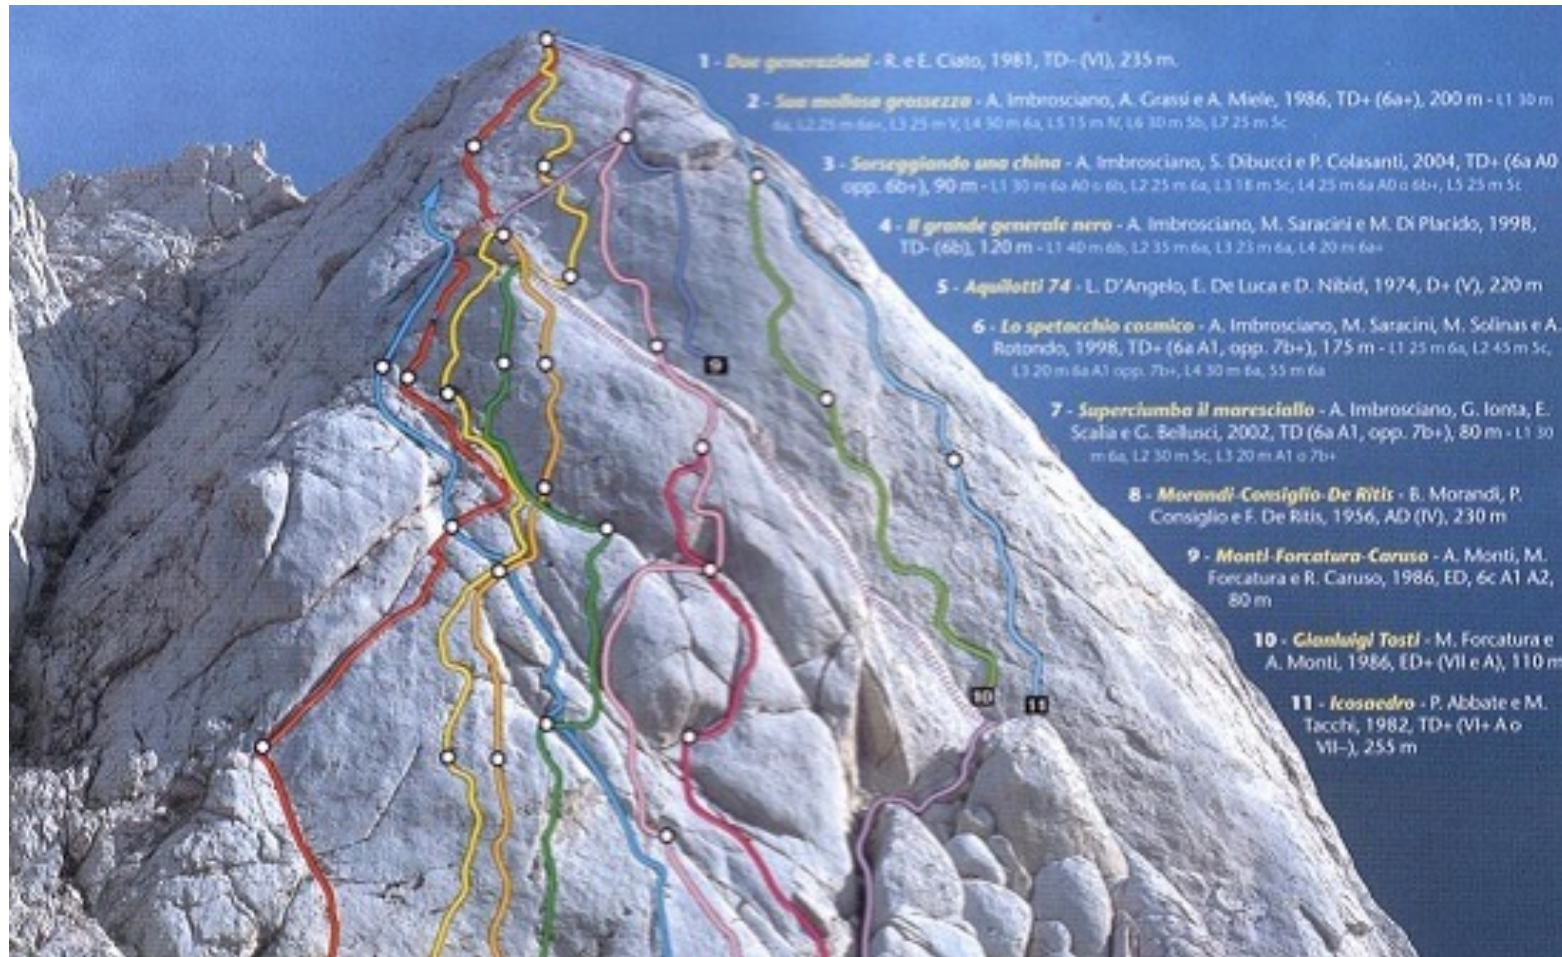 1 - Due generazioni - R. e E. Ciato, 1981, TD- (VI), 235 m.
2 - Sua mollosa grossezza - A. Imbrosciano, A. Grassi e A. Miele, 1986, TD+ (6a+), 200 m - L1 30 m
6a, L2 25 m 6a+, L3 25 m V, L4 30 m 6a, L5 15 m IV, L6 30 m 5b, L7 25 m 5c
3 - Sorseggiando una china - A. Imbrosciano, S. Dibucci e P. Colasanti, 2004, TD+ (6a A0
opp. 6b+), 90 m - L1 30 m 6a A0 o 6b, L2 25 m 6a, L3 18 m 5c, L4 25 m 6a A0 o 6b+, L5 25 m 5c
4 - Il grande generale nero - A. Imbrosciano, M. Saracini e M. Di Placido, 1998,
TD- (6b), 120 m - L1 40 m 6b, L2 35 m 6a, L3 25 m 6a, L4 20 m 6a+
5 - Aquilotti 74 - L. D'Angelo, E. De Luca e D. Nibid, 1974, D+ (V), 220 m
6 - Lo spetacchio cosmico - A. Imbrosciano, M. Saracini, M. Solinas e A.
Rotondo, 1998, TD+ (6a A1, opp. 7b+), 175 m - L1 25 m 6a, L2 45 m 5c,
L3 20 m 6a A1 opp. 7b+, L4 30 m 6a, 55 m 6a
7 - Superciumba il maresciallo - A. Imbrosciano, G. Ionta, E.
Scalia e G. Bellusci, 2002, TD (6a A1, opp. 7b+), 80 m - L1 30
m 6a, L2 30 m 5c, L3 20 m A1 o 7b+
8 - Morandi-Consiglio-De Ritis - B. Morandi, P.
Consiglio e F. De Ritis, 1956, AD (IV), 230 m
9 - Monti-Forcatura-Caruso - A. Monti, M.
Forcatura e R. Caruso, 1986, ED, 6c A1 A2,
80 m
10 - Gianluigi Tosti - M. Forcatura e
A. Monti, 1986, ED+ (VII e A), 110 m
11 - Icosaedro - P. Abbate e M.
Tacchi, 1982, TD+ (VI+ A o
VII-), 255 m
9
10
11